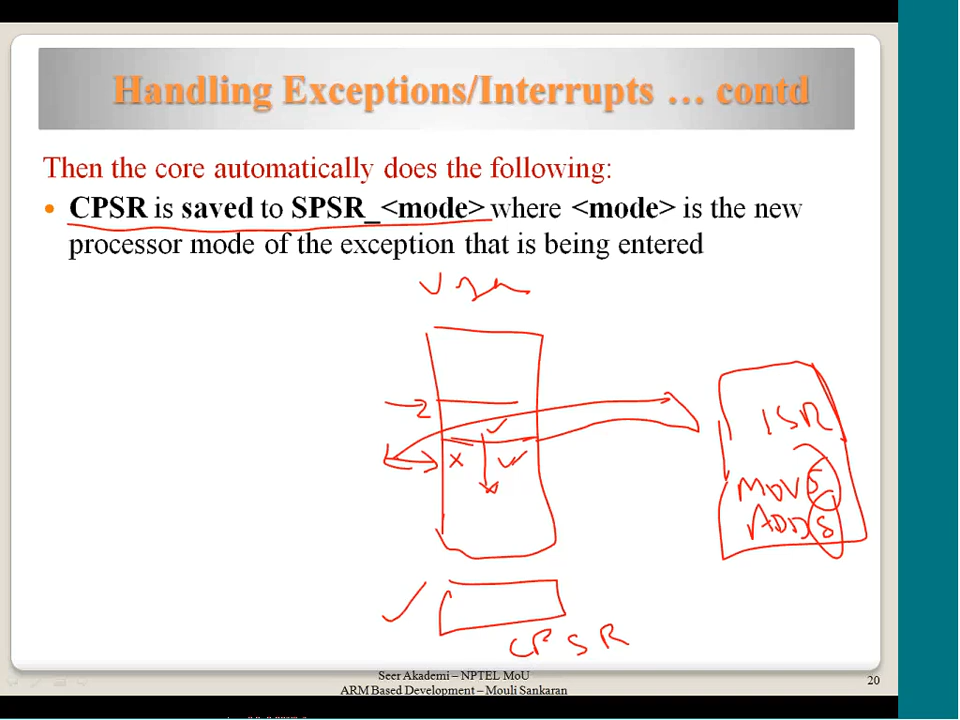 Handling Exceptions/Interrupts … contd
Then the core automatically does the following:
• CPSR is saved to SPSR_<mode> where <mode> is the new
processor mode of the exception that is being entered
User
2
ISR
x
MOVS
ADDS
CPSR
Seer Akademi – NPTEL MoU
ARM Based Development – Mouli Sankaran
20